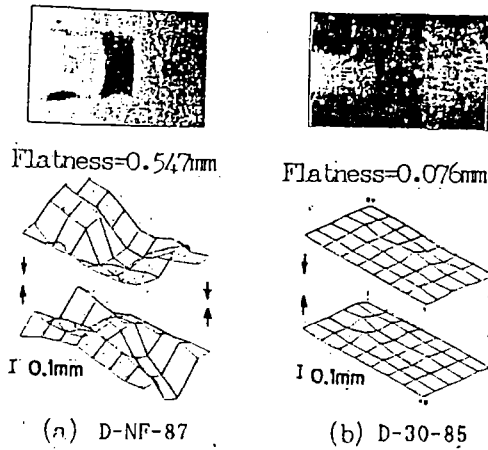 Flatness=0.547mm
Flatness=0.076mm
I 0.1mm
I 0.1mm
(a) D-NF-87
(b) D-30-85